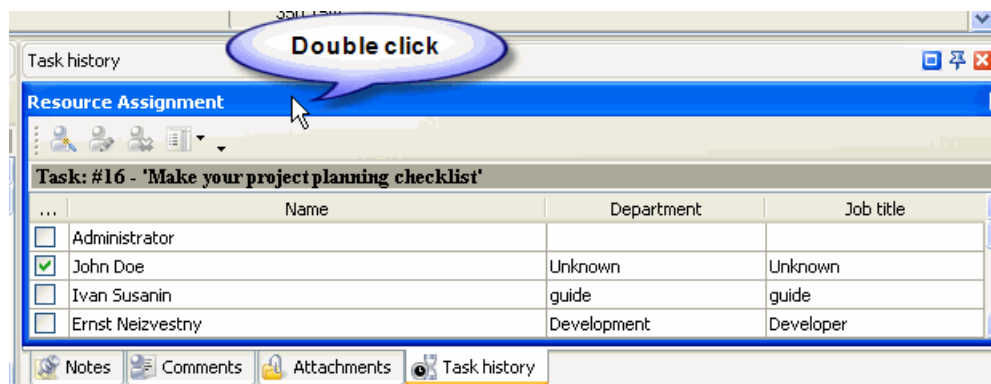 Double click
Task history
Resource Assignment
Task: #16 - 'Make your project planning checklist'
... Name Department Job title
Administrator
John Doe Unknown Unknown
Ivan Susanin guide guide
Ernst Neizvestny Development Developer
Notes Comments Attachments Task history